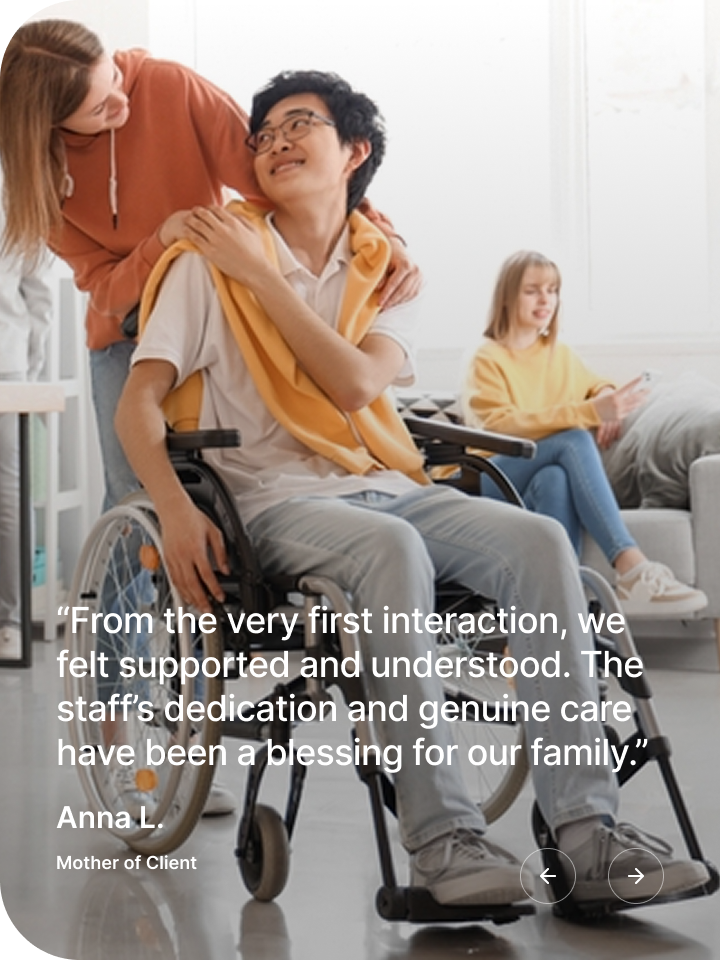 “From the very first interaction, we
felt supported and understood. The
staff’s dedication and genuine care
have been a blessing for our family.”
Anna L.
Mother of Client